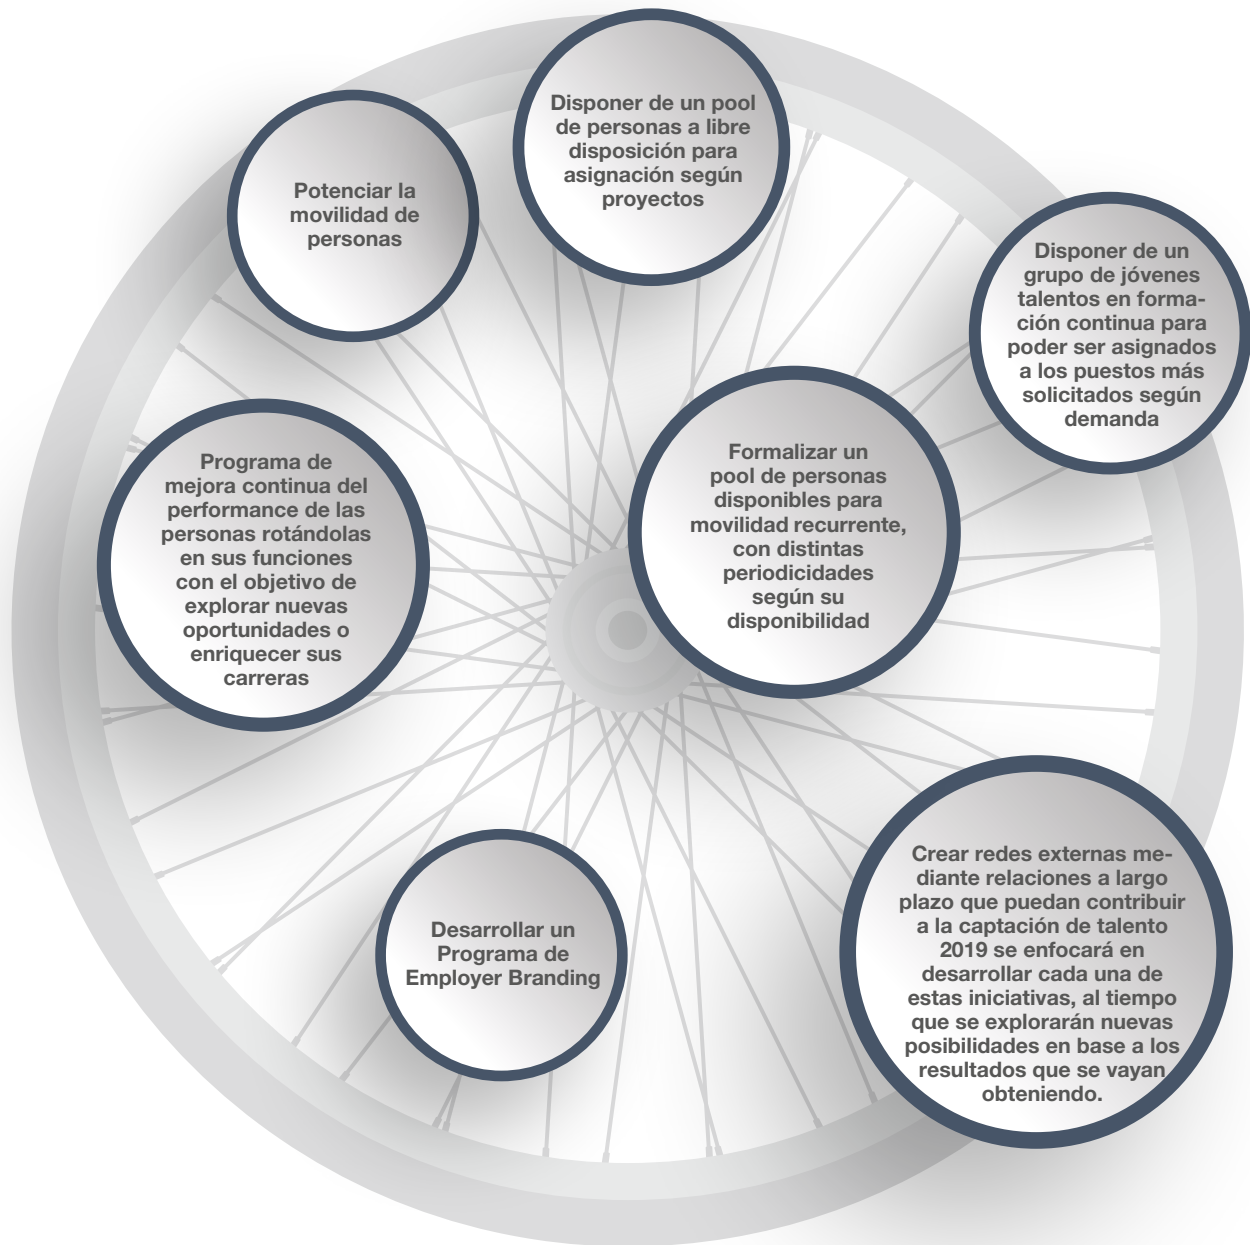 Disponer de un pool
de personas a libre
disposición para
asignación según
proyectos
Potenciar la
movilidad de
personas
Disponer de un
grupo de jóvenes
talentos en forma-
ción continua para
poder ser asignados
a los puestos más
solicitados según
demanda
Programa de
mejora continua del
performance de las
personas rotándolas
en sus funciones
con el objetivo de
explorar nuevas
oportunidades o
enriquecer sus
carreras
Formalizar un
pool de personas
disponibles para
movilidad recurrente,
con distintas
periodicidades
según su
disponibilidad
Desarrollar un
Programa de
Employer Branding
Crear redes externas me-
diante relaciones a largo
plazo que puedan contribuir
a la captación de talento
2019 se enfocará en
desarrollar cada una de
estas iniciativas, al tiempo
que se explorarán nuevas
posibilidades en base a los
resultados que se vayan
obteniendo.